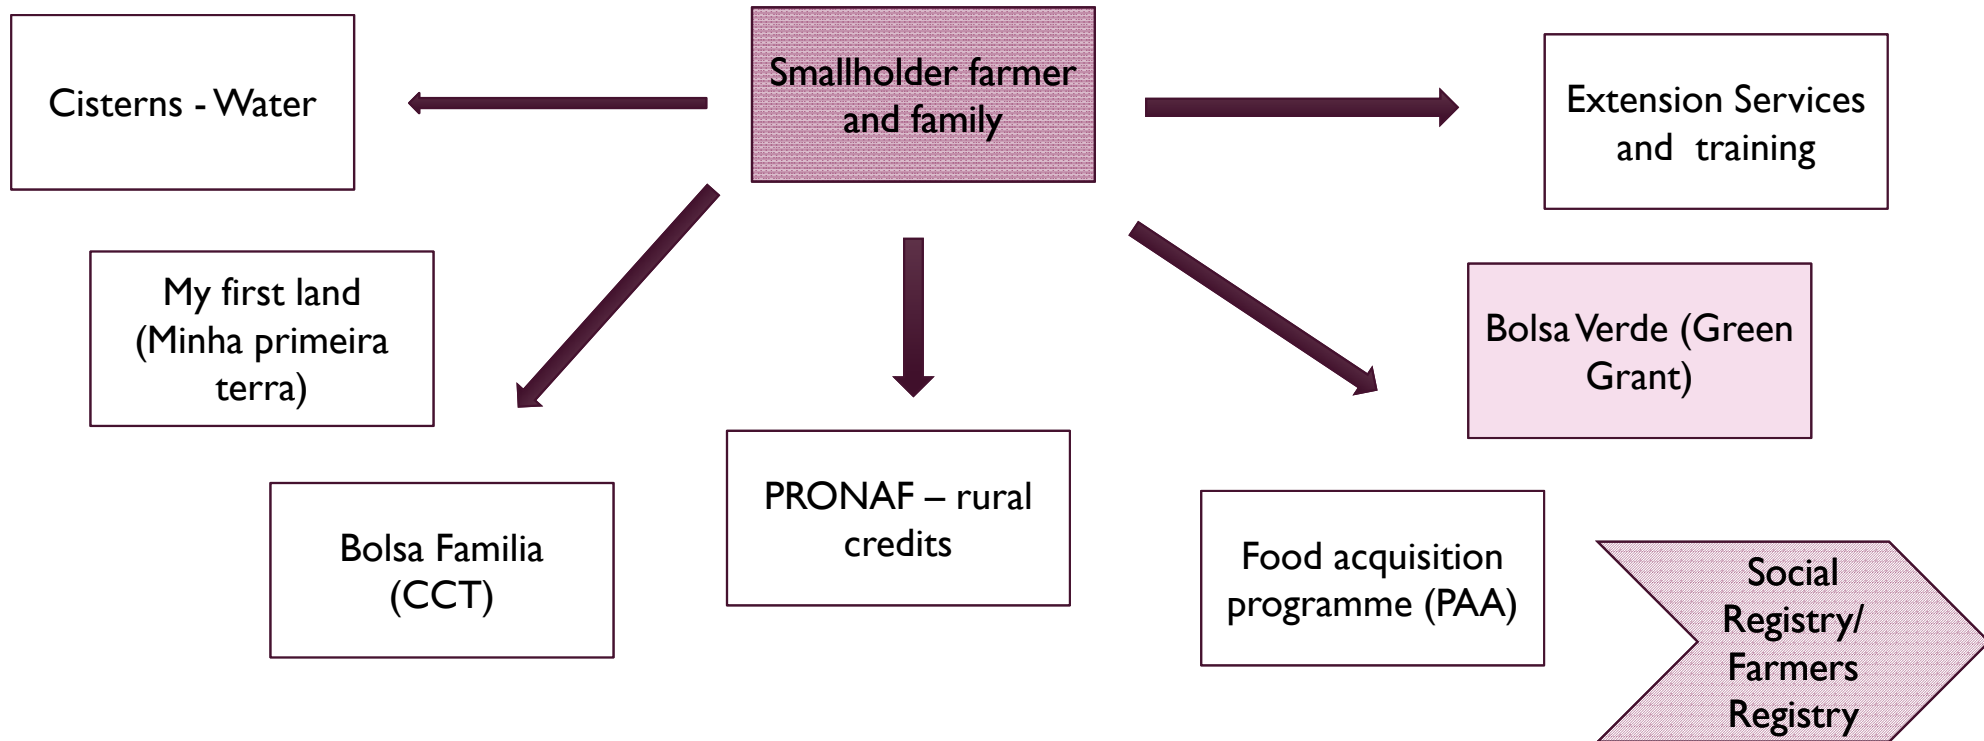 Cisterns - Water
Smallholder farmer
and family
Extension Services
and training
My first land
(Minha primeira
terra)
Bolsa Verde (Green
Grant)
Bolsa Familia
(CCT)
PRONAF – rural
credits
Food acquisition
programme (PAA)
Social
Registry/
Farmers
Registry